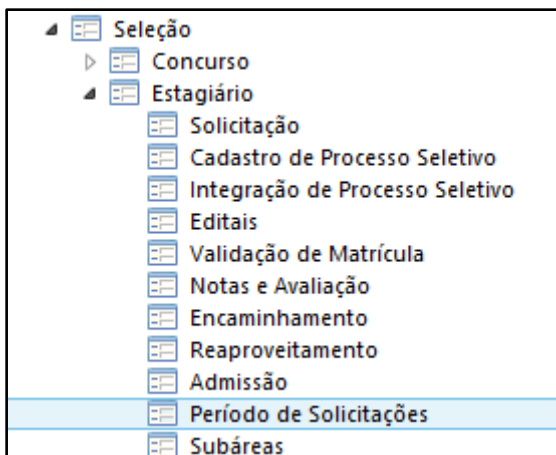 Seleção
Concurso
Estagiário
Solicitação
Cadastro de Processo Seletivo
Integração de Processo Seletivo
Editais
Validação de Matrícula
Notas e Avaliação
Encaminhamento
Reaproveitamento
Admissão
Período de Solicitações
Subáreas